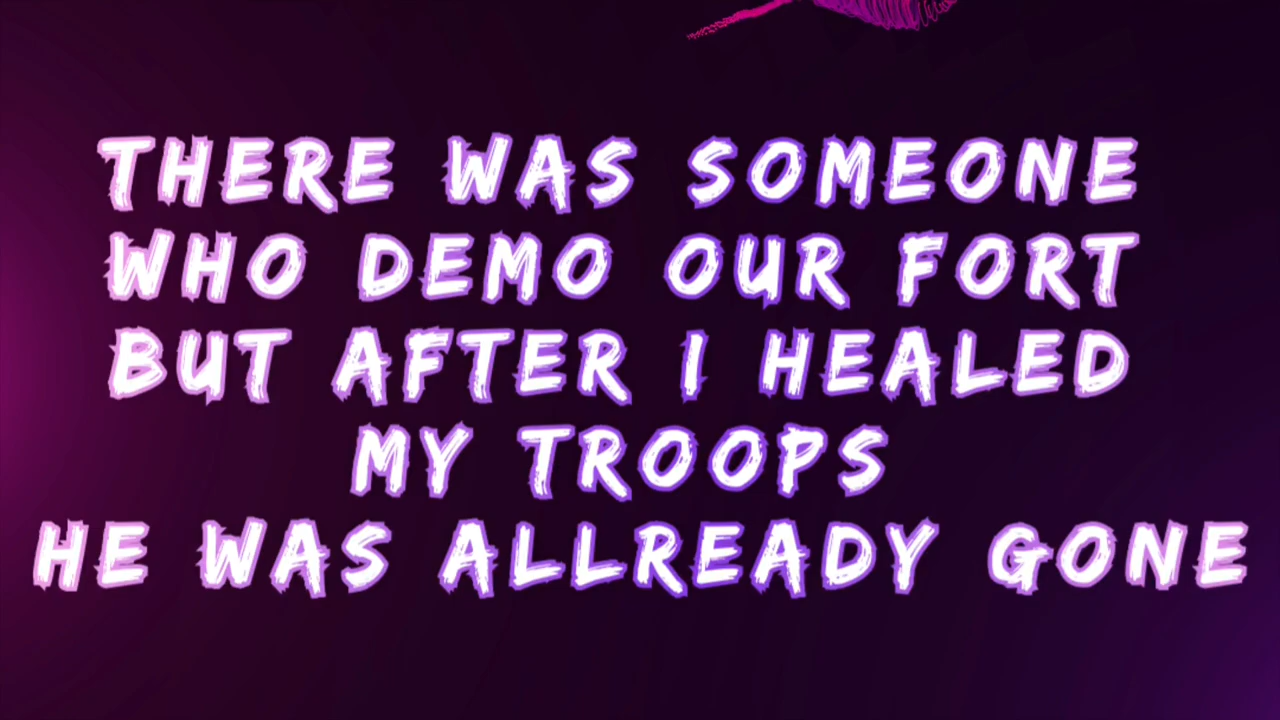 THERE WAS SOMEONE
WHO DEMO OUR FORT
BUT AFTER I HEALED
MY TROOPS
HE WAS ALLREADY GONE